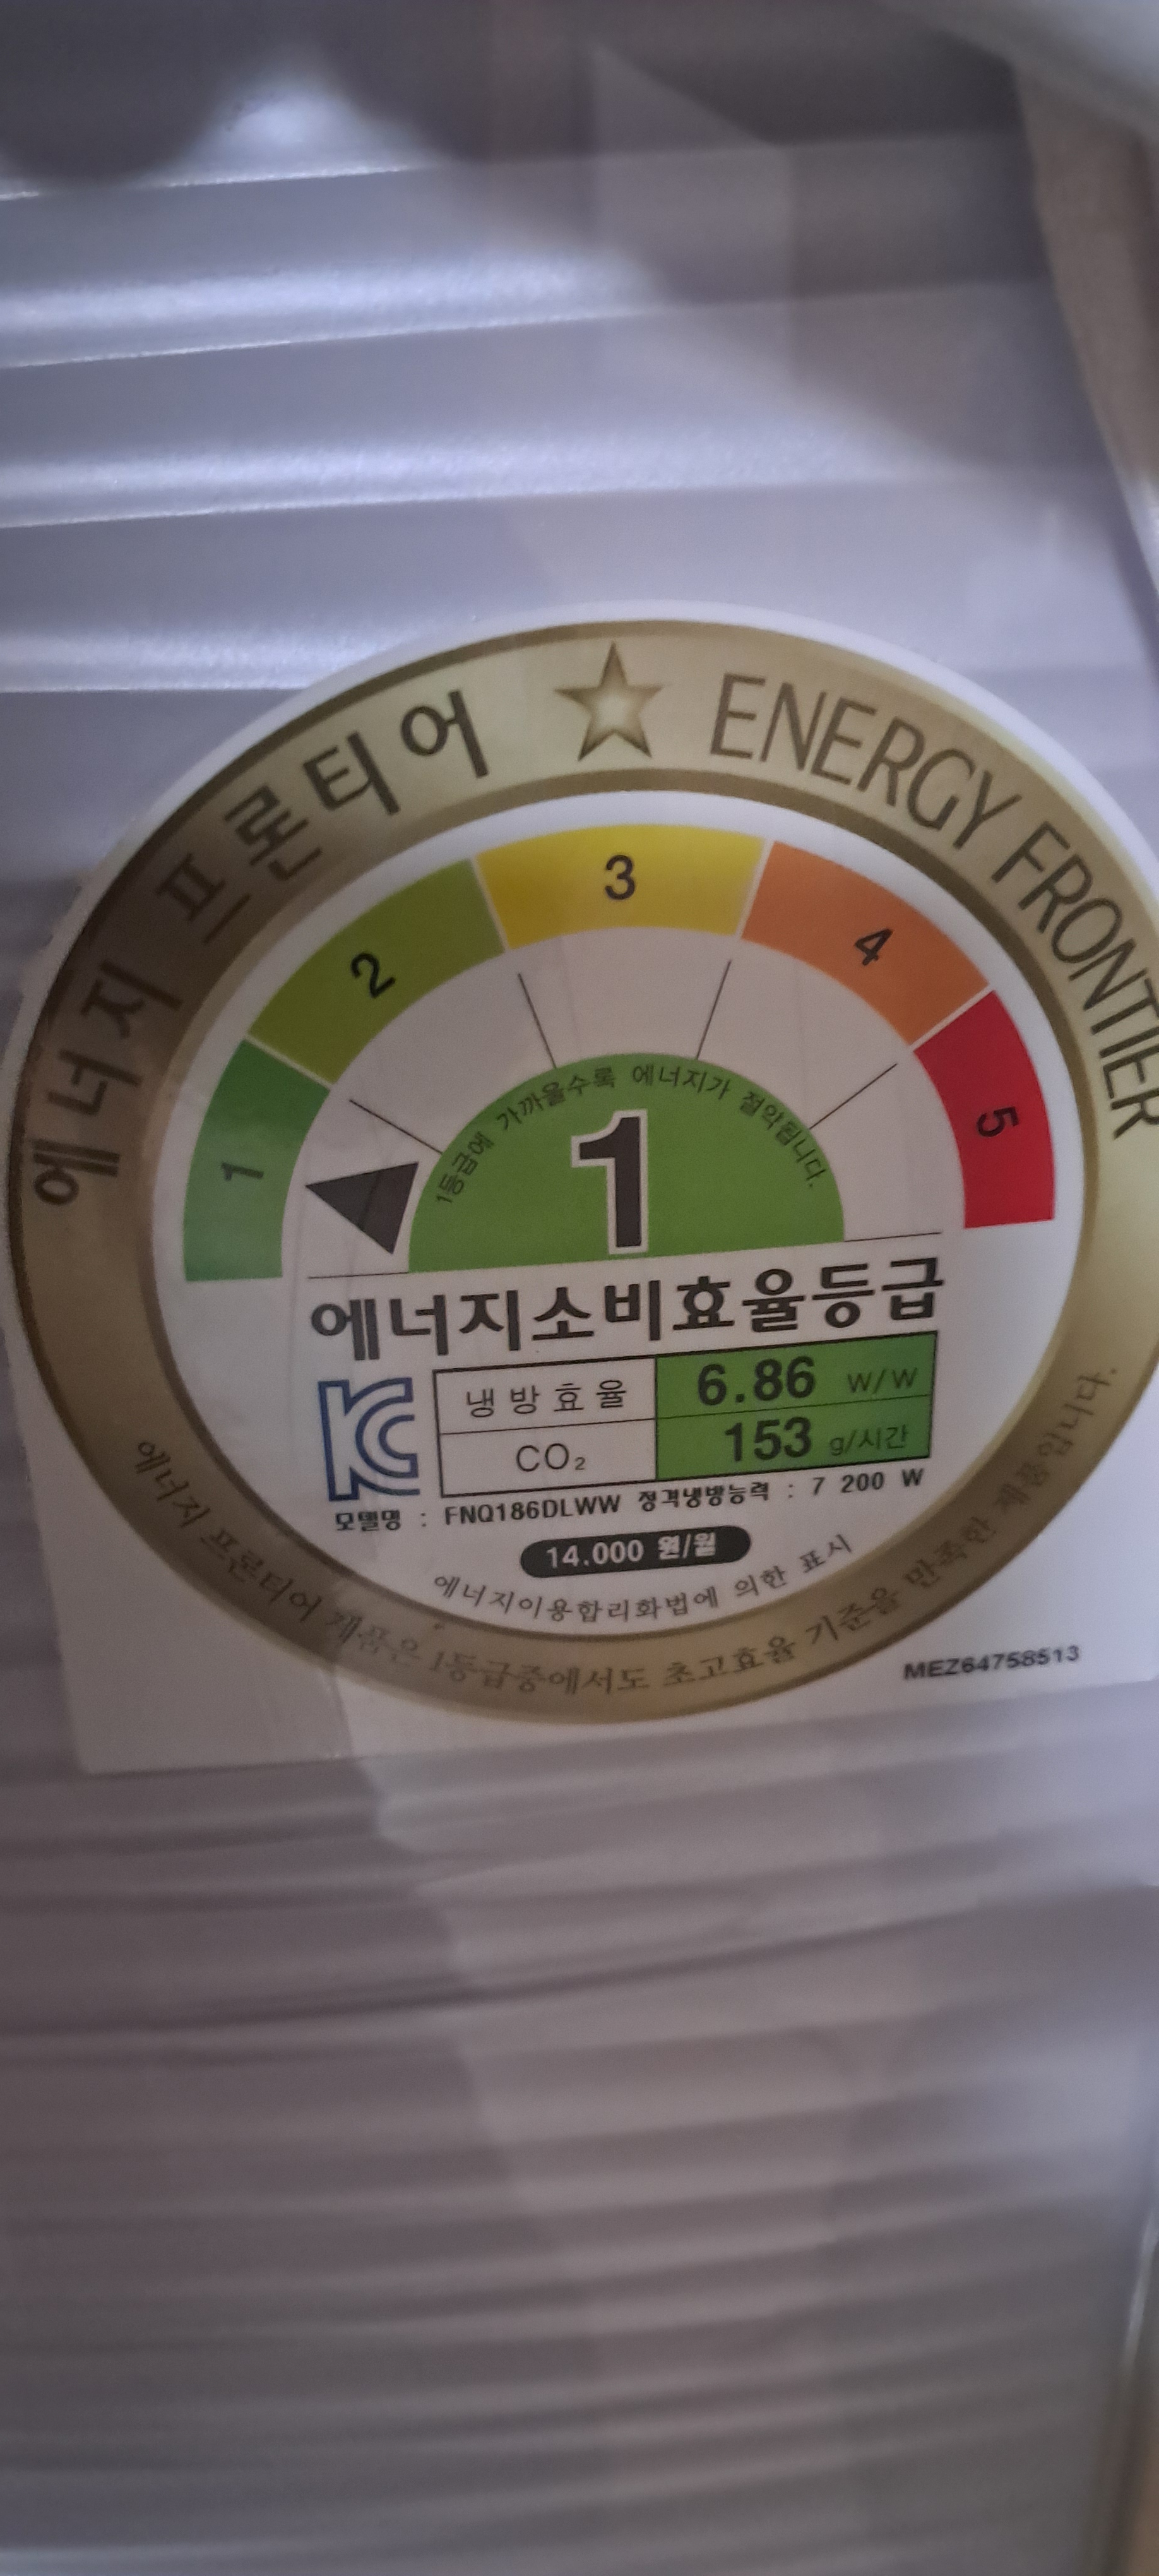 에너지 프론티어 ★ ENERGY FRONTIER
1 2 3 4 5
1등급에 가까울수록 에너지가 절약됩니다.
1
에너지소비효율등급
KC
냉방효율 6.86 W/W
CO₂ 153 g/시간
모델명 : FNQ186DLWW 정격냉방능력 : 7 200 W
14.000 원/월
에너지이용합리화법에 의한 표시
에너지 프론티어 제품은 1등급중에서도 초고효율 기준을 만족한 제품입니다.
MEZ64758513